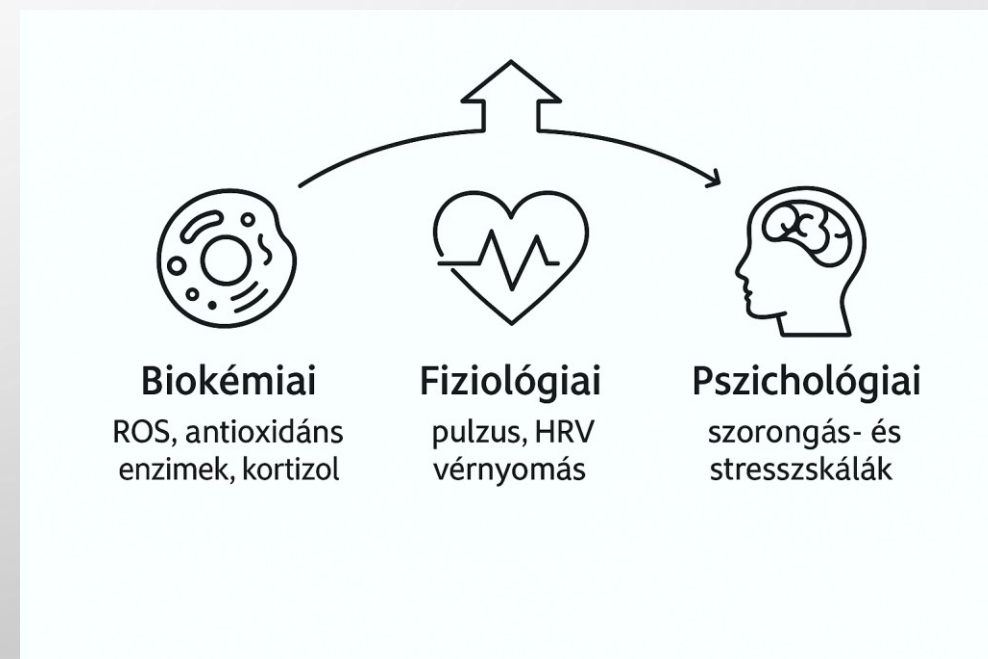 Biokémiai
ROS, antioxidáns
enzimek, kortizol
Fiziológiai
pulzus, HRV
vérnyomás
Pszichológiai
szorongás- és
stresszskálák